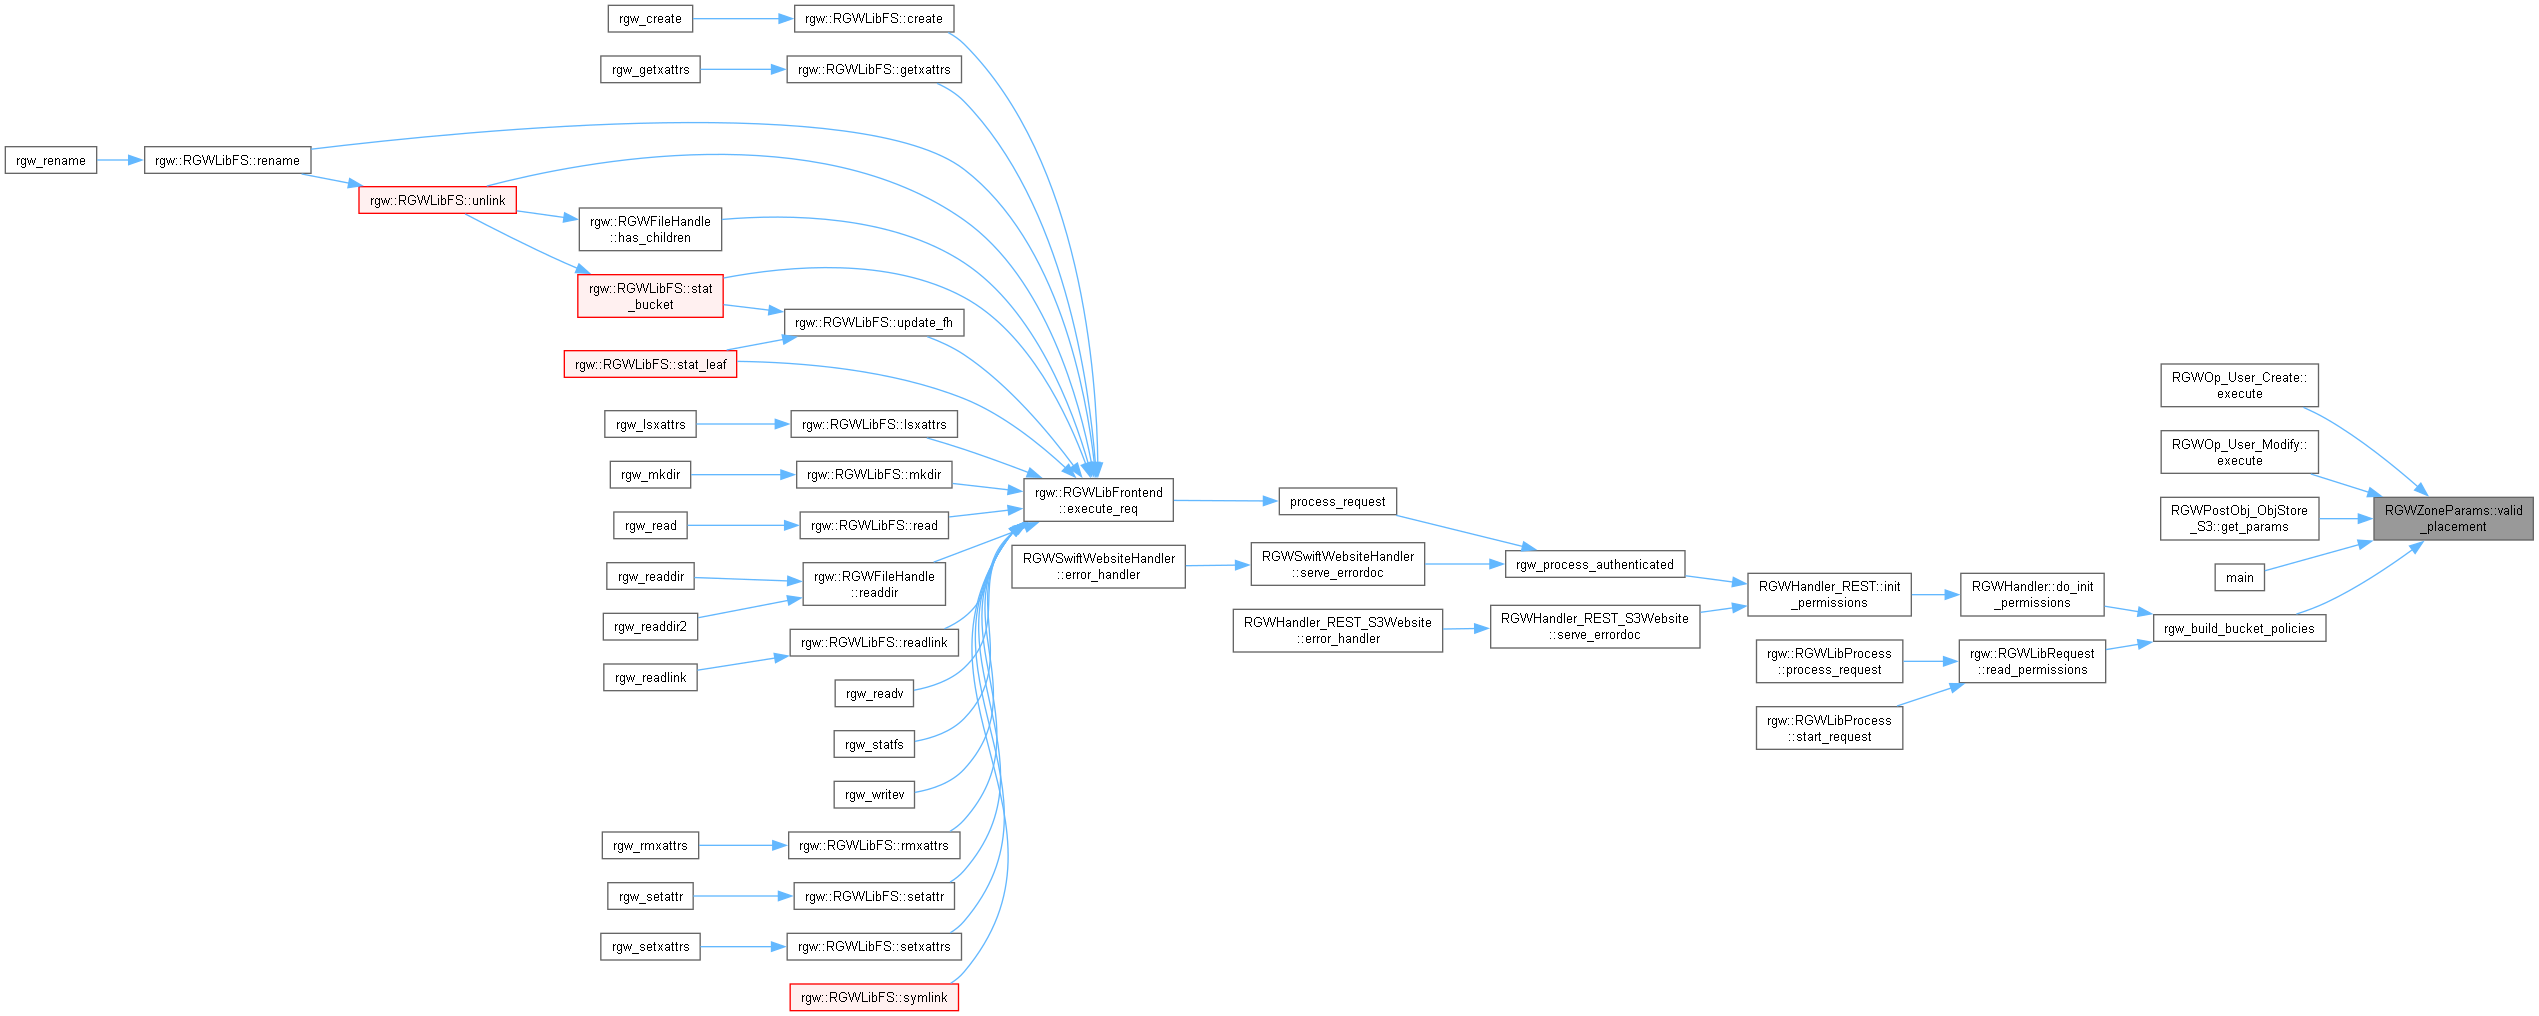 rgw_create
rgw::RGWLibFS::create
rgw_getxattrs
rgw::RGWLibFS::getxattrs
rgw_rename
rgw::RGWLibFS::rename
rgw::RGWLibFS::unlink
rgw::RGWFileHandle
::has_children
rgw::RGWLibFS::stat
_bucket
rgw::RGWLibFS::update_fh
rgw::RGWLibFS::stat_leaf
rgw_lsxattrs
rgw::RGWLibFS::lsxattrs
rgw_mkdir
rgw::RGWLibFS::mkdir
rgw_read
rgw::RGWLibFS::read
rgw_readdir
rgw_readdir2
rgw::RGWFileHandle
::readdir
rgw::RGWLibFS::readlink
rgw_readlink
rgw_readv
rgw_statfs
rgw_writev
rgw_rmxattrs
rgw::RGWLibFS::rmxattrs
rgw_setattr
rgw::RGWLibFS::setattr
rgw_setxattrs
rgw::RGWLibFS::setxattrs
rgw::RGWLibFS::symlink
rgw::RGWLibFrontend
::execute_req
process_request
RGWSwiftWebsiteHandler
::error_handler
RGWSwiftWebsiteHandler
::serve_errordoc
rgw_process_authenticated
RGWHandler_REST_S3Website
::error_handler
RGWHandler_REST_S3Website
::serve_errordoc
RGWHandler_REST::init
_permissions
RGWHandler::do_init
_permissions
rgw::RGWLibProcess
::process_request
rgw::RGWLibRequest
::read_permissions
rgw::RGWLibProcess
::start_request
RGWOp_User_Create::
execute
RGWOp_User_Modify::
execute
RGWPostObj_ObjStore
_S3::get_params
main
rgw_build_bucket_policies
RGWZoneParams::valid
_placement